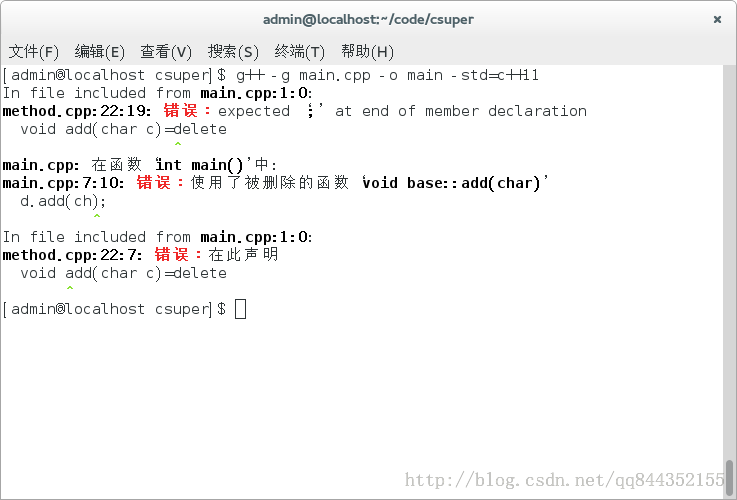 admin@localhost:~/code/csuper ×
文件(F) 编辑(E) 查看(V) 搜索(S) 终端(T) 帮助(H)
[admin@localhost csuper]$ g++ -g main.cpp -o main -std=c++11
In file included from main.cpp:1:0:
method.cpp:22:19: 错误：expected ‘;’ at end of member declaration
  void add(char c)=delete
                   ^
main.cpp: 在函数‘int main()’中:
main.cpp:7:10: 错误：使用了被删除的函数‘void base::add(char)’
  d.add(ch);
          ^
In file included from main.cpp:1:0:
method.cpp:22:7: 错误：在此声明
  void add(char c)=delete
       ^
[admin@localhost csuper]$
http://blog.csdn.net/qq844352155